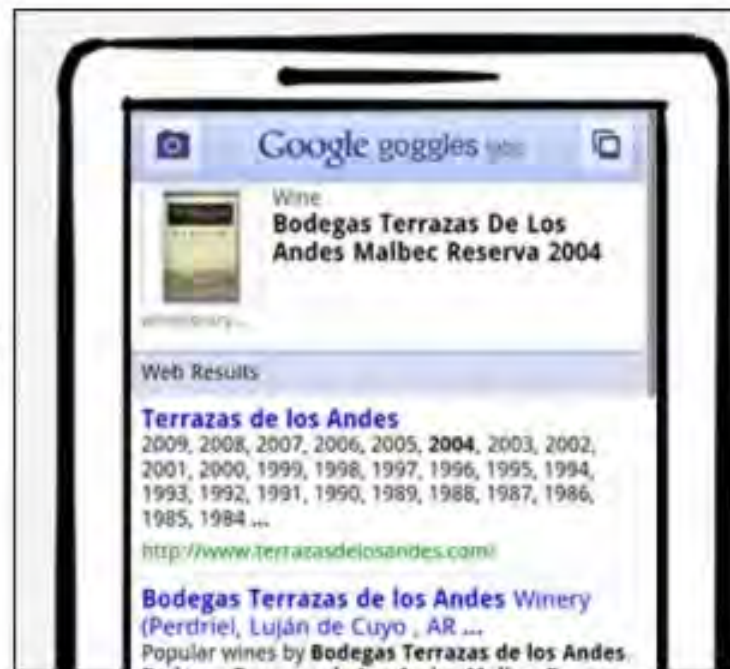 Google goggles
Wine
Bodegas Terrazas De Los
Andes Malbec Reserva 2004
Web Results
Terrazas de los Andes
2009, 2008, 2007, 2006, 2005, 2004, 2003, 2002,
2001, 2000, 1999, 1998, 1997, 1996, 1995, 1994,
1993, 1992, 1991, 1990, 1989, 1988, 1987, 1986,
1985, 1984 ...
http://www.terrazasdelosandes.com/
Bodegas Terrazas de los Andes Winery
(Perdriel, Luján de Cuyo , AR ...
Popular wines by Bodegas Terrazas de los Andes